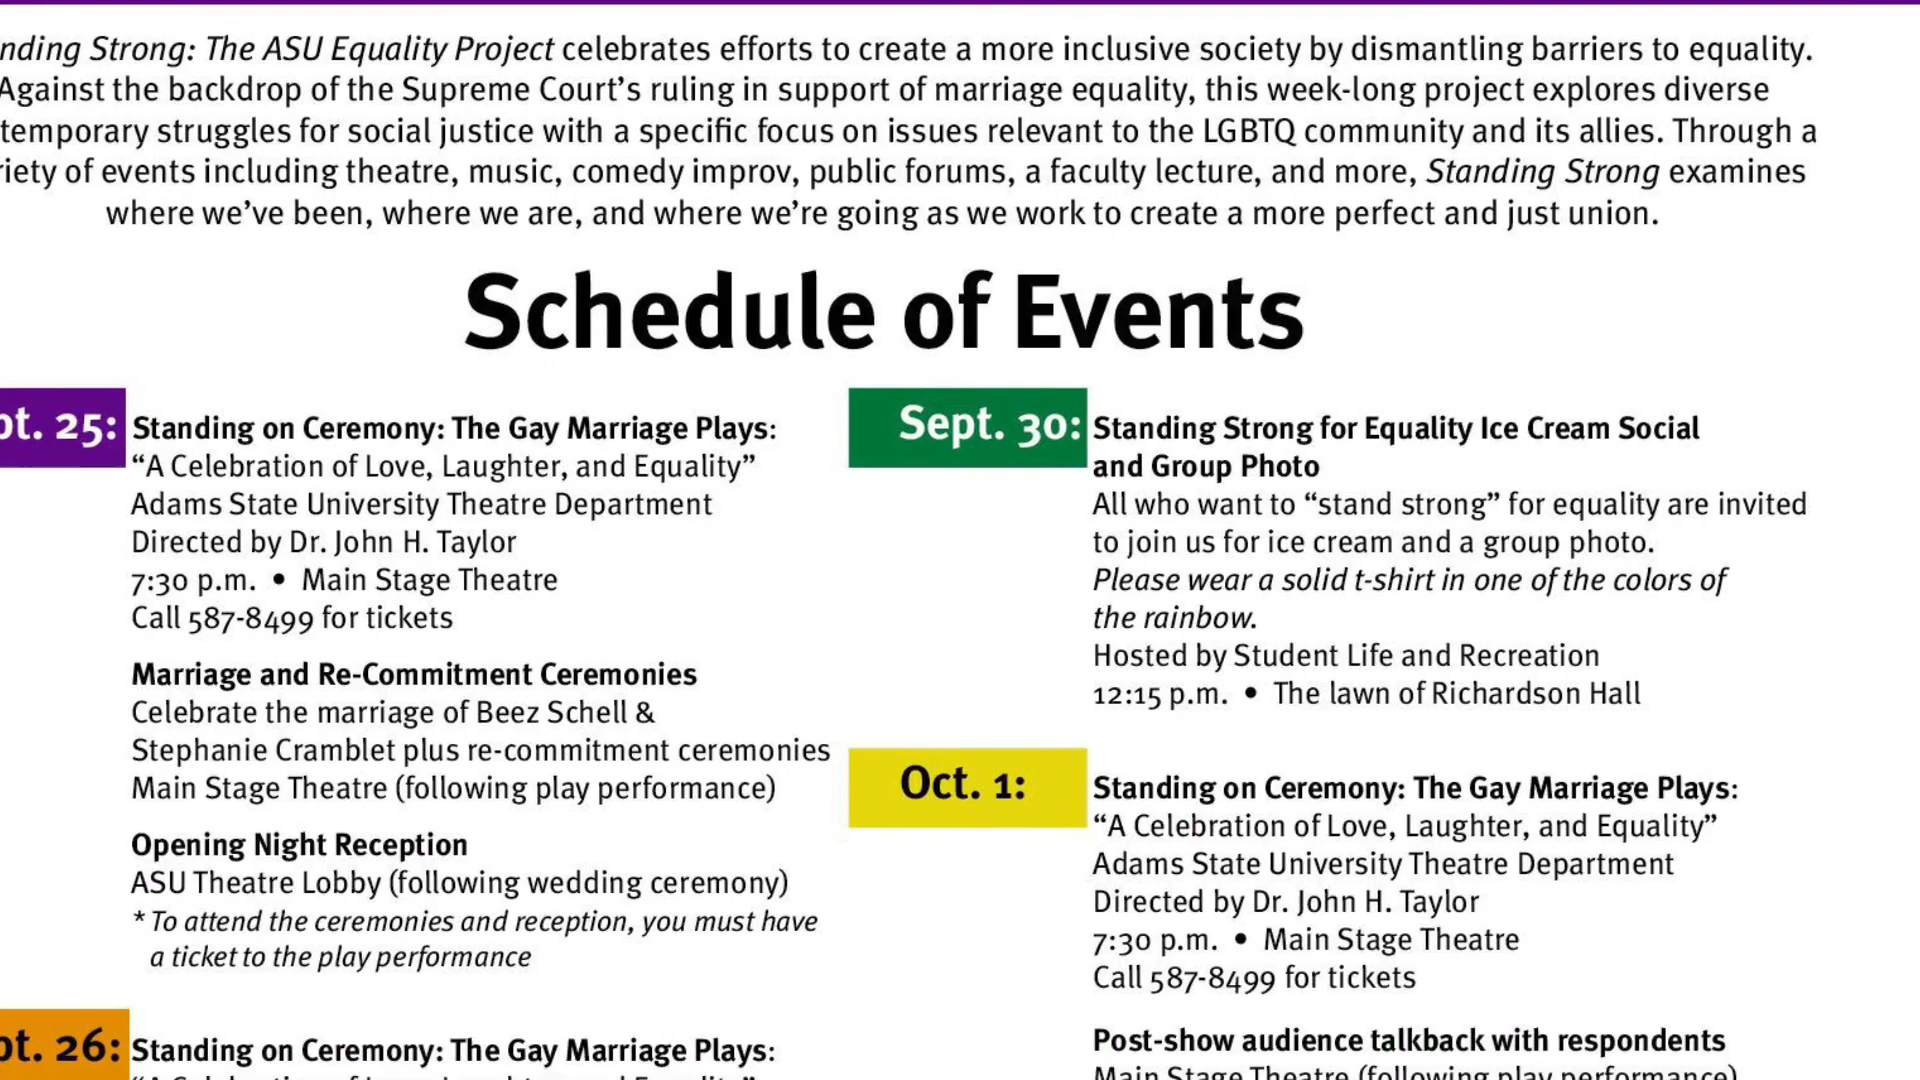 nding Strong: The ASU Equality Project celebrates efforts to create a more inclusive society by dismantling barriers to equality.
Against the backdrop of the Supreme Court’s ruling in support of marriage equality, this week-long project explores diverse
temporary struggles for social justice with a specific focus on issues relevant to the LGBTQ community and its allies. Through a
riety of events including theatre, music, comedy improv, public forums, a faculty lecture, and more, Standing Strong examines
where we’ve been, where we are, and where we’re going as we work to create a more perfect and just union.
Schedule of Events
pt. 25:
Standing on Ceremony: The Gay Marriage Plays:
“A Celebration of Love, Laughter, and Equality”
Adams State University Theatre Department
Directed by Dr. John H. Taylor
7:30 p.m. • Main Stage Theatre
Call 587-8499 for tickets
Marriage and Re-Commitment Ceremonies
Celebrate the marriage of Beez Schell &
Stephanie Cramblet plus re-commitment ceremonies
Main Stage Theatre (following play performance)
Opening Night Reception
ASU Theatre Lobby (following wedding ceremony)
* To attend the ceremonies and reception, you must have
a ticket to the play performance
pt. 26:
Standing on Ceremony: The Gay Marriage Plays:
Sept. 30:
Standing Strong for Equality Ice Cream Social
and Group Photo
All who want to “stand strong” for equality are invited
to join us for ice cream and a group photo.
Please wear a solid t-shirt in one of the colors of
the rainbow.
Hosted by Student Life and Recreation
12:15 p.m. • The lawn of Richardson Hall
Oct. 1:
Standing on Ceremony: The Gay Marriage Plays:
“A Celebration of Love, Laughter, and Equality”
Adams State University Theatre Department
Directed by Dr. John H. Taylor
7:30 p.m. • Main Stage Theatre
Call 587-8499 for tickets
Post-show audience talkback with respondents
Main Stage Theatre (following play performance)